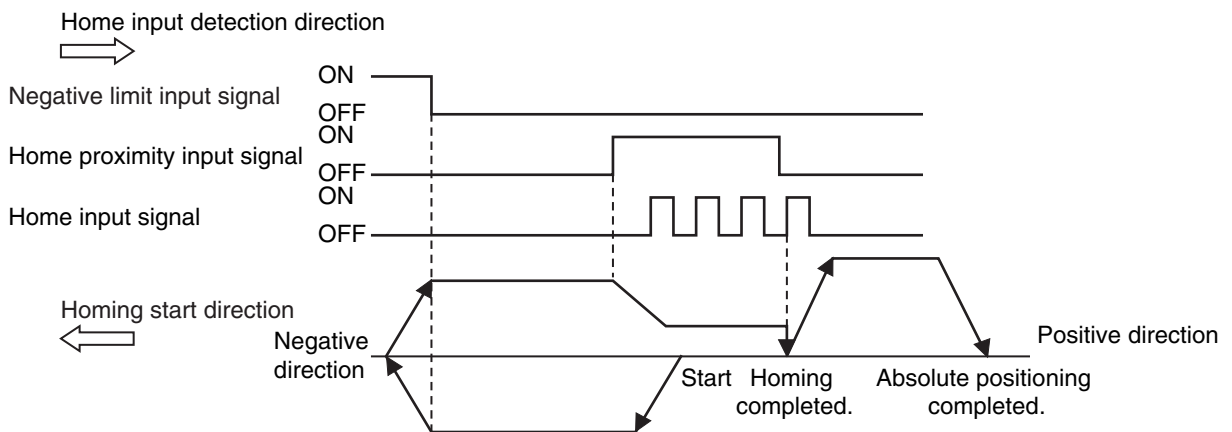 Home input detection direction
ON
Negative limit input signal
OFF
ON
Home proximity input signal
OFF
ON
Home input signal
OFF
Homing start direction
Negative
direction
Positive direction
Start
Homing
completed.
Absolute positioning
completed.